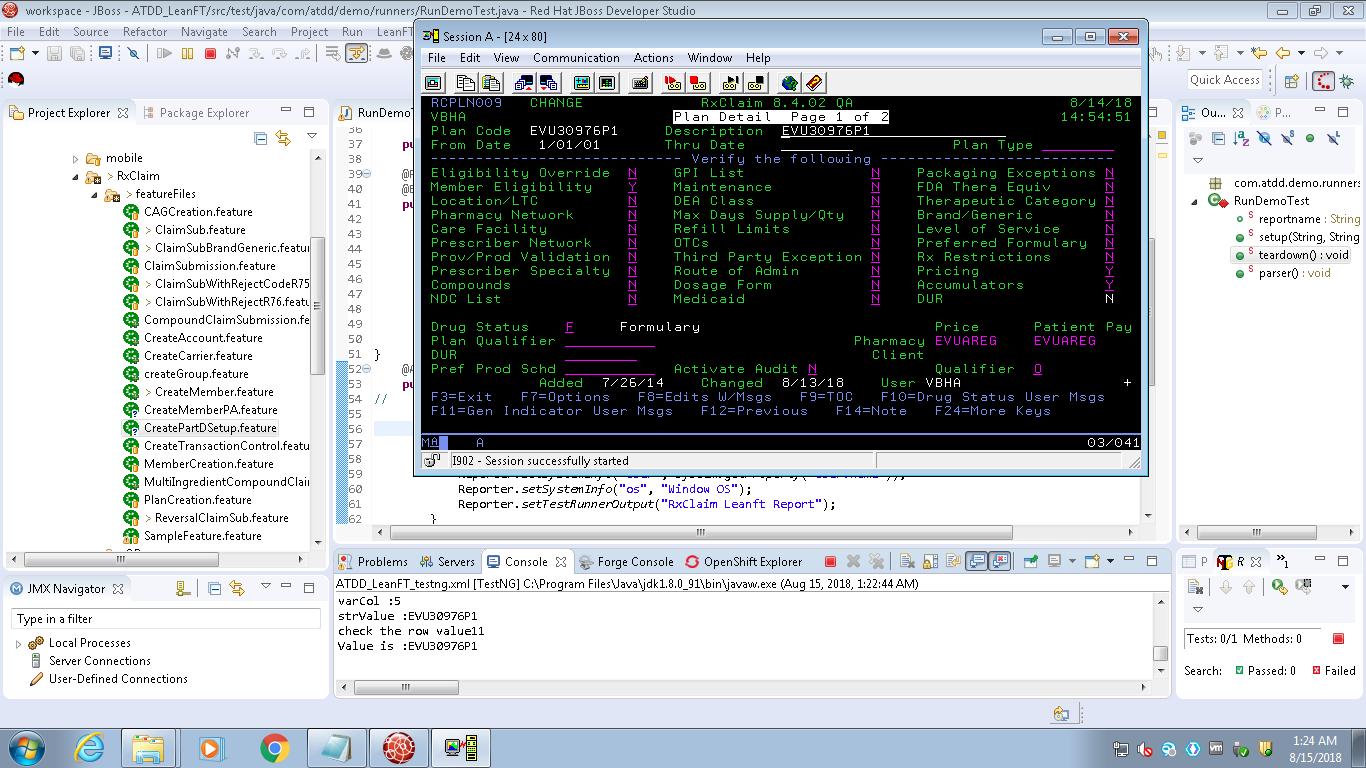 workspace - JBoss - ATDD_LeanFT/src/test/java/com/atdd/demo/runners/RunDemoTest.java - Red Hat JBoss Developer Studio
File Edit Source Refactor Navigate Search Project Run LeanFT
Quick Access
Project Explorer
Package Explorer
mobile
> RxClaim
> featureFiles
CAGCreation.feature
> ClaimSub.feature
> ClaimSubBrandGeneric.featu
ClaimSubmission.feature
> ClaimSubWithRejectCodeR75
> ClaimSubWithRejectR76.featu
CompoundClaimSubmission.fe
CreateAccount.feature
CreateCarrier.feature
createGroup.feature
> CreateMember.feature
CreateMemberPA.feature
CreatePartDSetup.feature
CreateTransactionControl.featu
MemberCreation.feature
MultiIngredientCompoundClai
PlanCreation.feature
> ReversalClaimSub.feature
SampleFeature.feature
RunDemo
36
37 pu
38
39 @
40 @
41 pu
42
43
44
45
46
47
48
49
50
51 }
52 @A
53 pu
54 //
55
56
57
58
59
60 Reporter.setSystemInfo("os", "Window OS");
61 Reporter.setTestRunnerOutput("RxClaim Leanft Report");
62 }
Session A - [24 x 80]
File Edit View Communication Actions Window Help
RCPLN009 CHANGE RxClaim 8.4.02 QA 8/14/18
VBHA Plan Detail Page 1 of 2 14:54:51
Plan Code EVU30976P1 Description EVU30976P1
From Date 1/01/01 Thru Date Plan Type
Verify the following
Eligibility Override N GPI List N Packaging Exceptions N
Member Eligibility Y Maintenance N FDA Thera Equiv N
Location/LTC N DEA Class N Therapeutic Category N
Pharmacy Network N Max Days Supply/Qty N Brand/Generic N
Care Facility N Refill Limits N Level of Service N
Prescriber Network N OTCs N Preferred Formulary N
Prov/Prod Validation N Third Party Exception N Rx Restrictions N
Prescriber Specialty N Route of Admin N Pricing Y
Compounds N Dosage Form N Accumulators Y
NDC List N Medicaid N DUR N
Drug Status F Formulary Price Patient Pay
Plan Qualifier Pharmacy EVUAREG EVUAREG
DUR Client
Pref Prod Schd Activate Audit N Qualifier O
Added 7/26/14 Changed 8/13/18 User VBHA +
F3=Exit F7=Options F8=Edits W/Msgs F9=TOC F10=Drug Status User Msgs
F11=Gen Indicator User Msgs F12=Previous F14=Note F24=More Keys
MA A 03/041
I902 - Session successfully started
Ou...
P...
com.atdd.demo.runners
RunDemoTest
reportname : String
setup(String, String
teardown() : void
parser() : void
JMX Navigator
Type in a filter
Local Processes
Server Connections
User-Defined Connections
Problems Servers Console Forge Console OpenShift Explorer
ATDD_LeanFT_testng.xml [TestNG] C:\Program Files\Java\jdk1.8.0_91\bin\javaw.exe (Aug 15, 2018, 1:22:44 AM)
varCol :5
strValue :EVU30976P1
check the row value11
Value is :EVU30976P1
P R
Tests: 0/1 Methods: 0
Search: Passed: 0 Failed
1:24 AM
8/15/2018